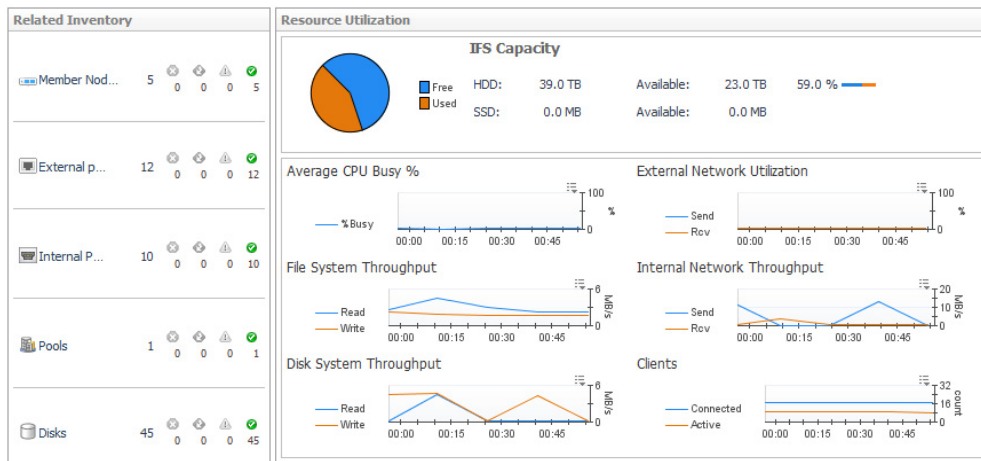 Related Inventory
Member Nod... 5 0 0 0 5
External p... 12 0 0 0 12
Internal P... 10 0 0 0 10
Pools 1 0 0 0 1
Disks 45 0 0 0 45
Resource Utilization
IFS Capacity
Free
Used
HDD: 39.0 TB Available: 23.0 TB 59.0 %
SSD: 0.0 MB Available: 0.0 MB
Average CPU Busy %
%Busy
100
0
%
00:00 00:15 00:30 00:45
External Network Utilization
Send
Rcv
100
0
%
00:00 00:15 00:30 00:45
File System Throughput
Read
Write
6
0
MB/s
00:00 00:15 00:30 00:45
Internal Network Throughput
Send
Rcv
20
10
0
MB/s
00:00 00:15 00:30 00:45
Disk System Throughput
Read
Write
6
0
MB/s
00:00 00:15 00:30 00:45
Clients
Connected
Active
32
16
0
count
00:00 00:15 00:30 00:45